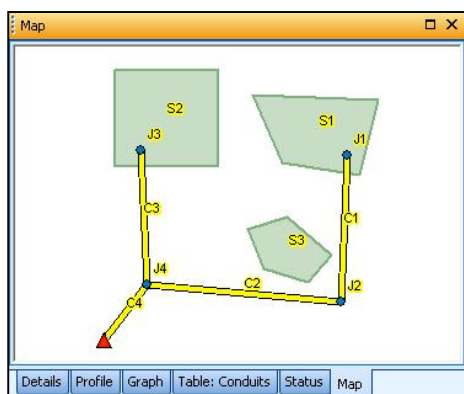 Map
S2
S1
J3
J1
C3
C1
S3
J4
C2
J2
C4
Details Profile Graph Table: Conduits Status Map